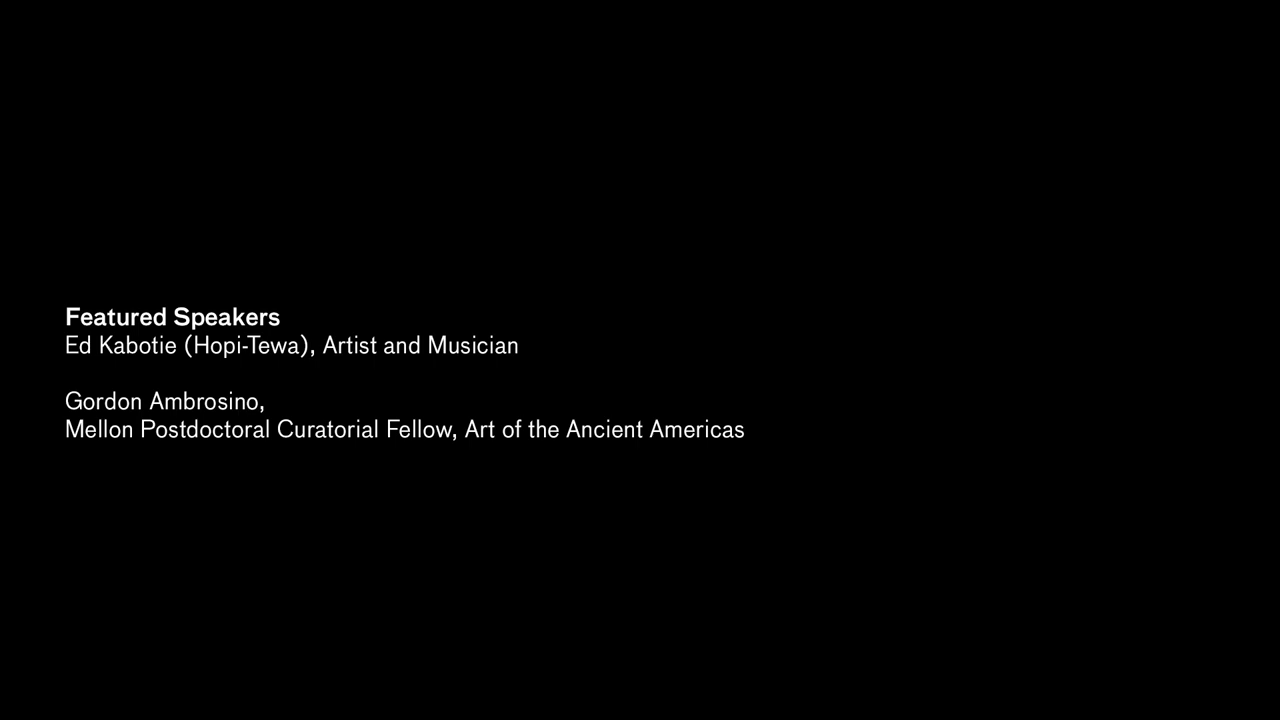 Featured Speakers
Ed Kabotie (Hopi-Tewa), Artist and Musician
Gordon Ambrosino,
Mellon Postdoctoral Curatorial Fellow, Art of the Ancient Americas